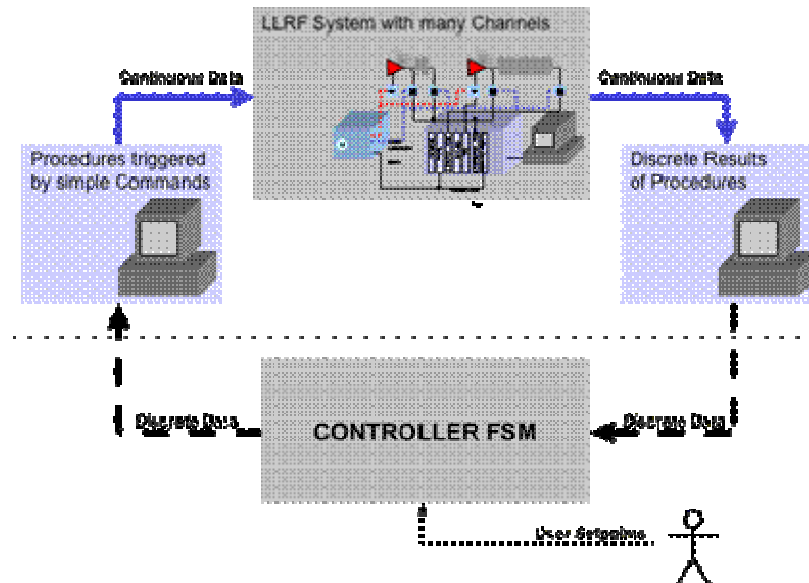 LLRF System with many Channels
Continuous Data
Continuous Data
Procedures triggered
by simple Commands
Discrete Results
of Procedures
Discrete Data
CONTROLLER FSM
Discrete Data
User